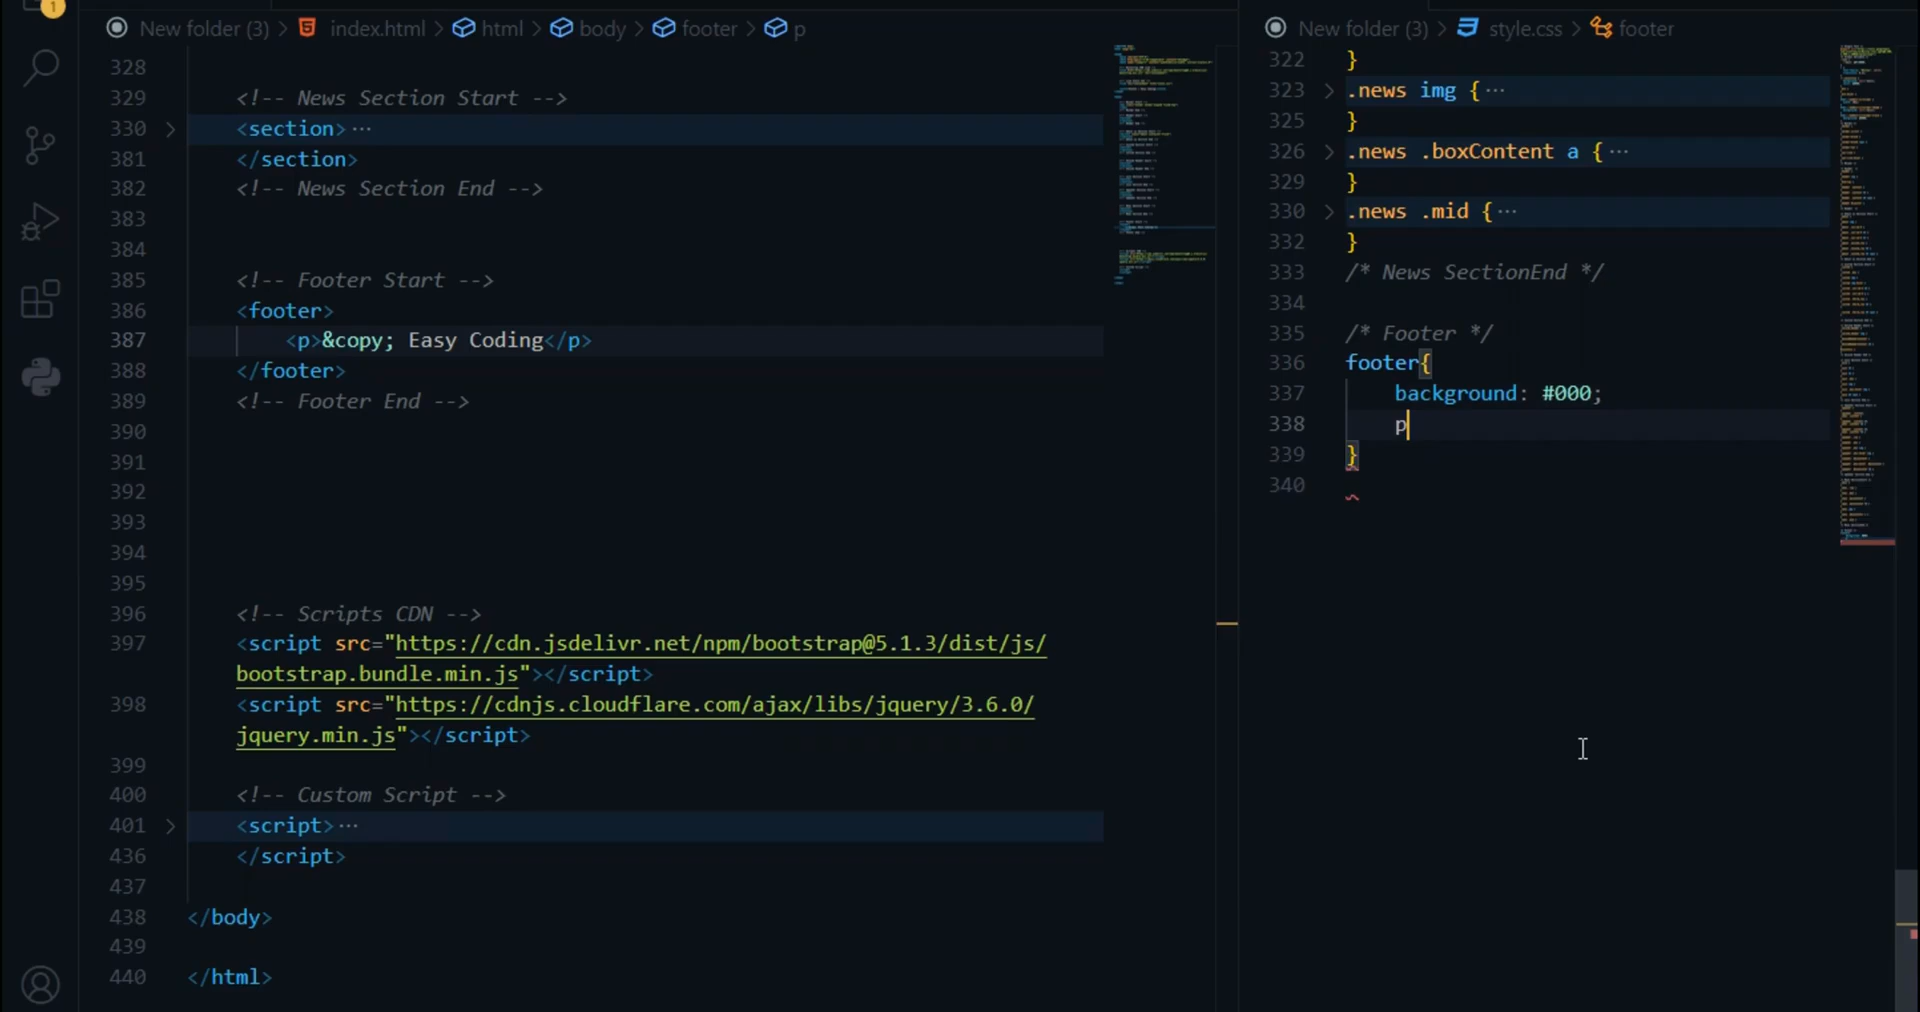 1
New folder (3) > index.html > html > body > footer > p
328
329 <!-- News Section Start -->
330 <section> ···
381 </section>
382 <!-- News Section End -->
383
384
385 <!-- Footer Start -->
386 <footer>
387 <p>&copy; Easy Coding</p>
388 </footer>
389 <!-- Footer End -->
390
391
392
393
394
395
396 <!-- Scripts CDN -->
397 <script src="https://cdn.jsdelivr.net/npm/bootstrap@5.1.3/dist/js/
bootstrap.bundle.min.js"></script>
398 <script src="https://cdnjs.cloudflare.com/ajax/libs/jquery/3.6.0/
jquery.min.js"></script>
399
400 <!-- Custom Script -->
401 <script> ···
436 </script>
437
438 </body>
439
440 </html>
New folder (3) > style.css > footer
322 }
323 .news img { ···
325 }
326 .news .boxContent a { ···
329 }
330 .news .mid { ···
332 }
333 /* News SectionEnd */
334
335 /* Footer */
336 footer{
337 background: #000;
338 p
339 }
340